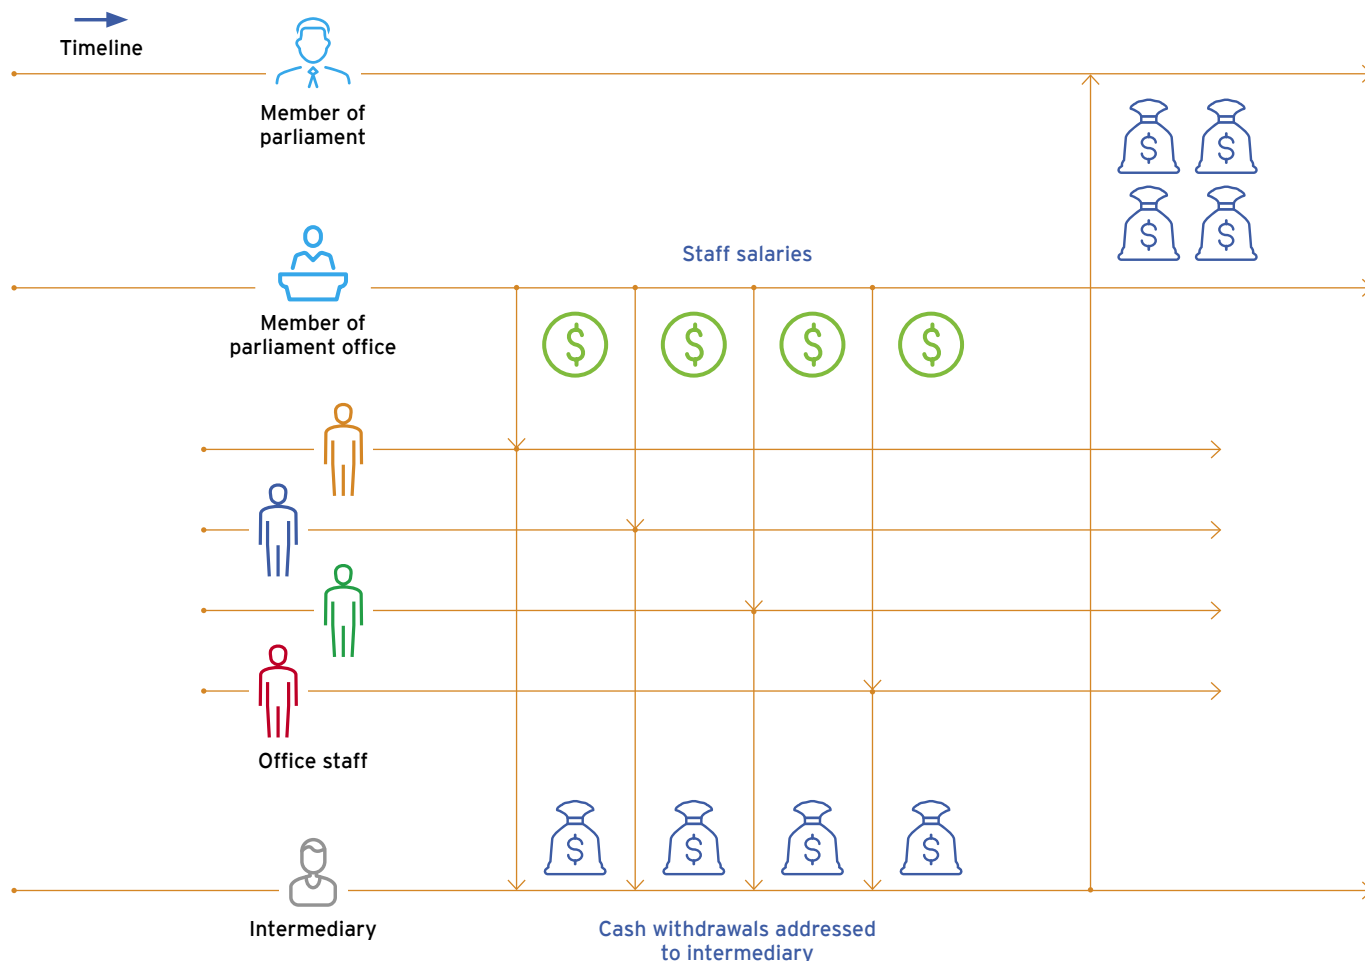 Timeline
Member of
parliament
Staff salaries
$ $
$ $
Member of
parliament office
$ $ $ $
Office staff
$ $ $ $
Intermediary
Cash withdrawals addressed
to intermediary